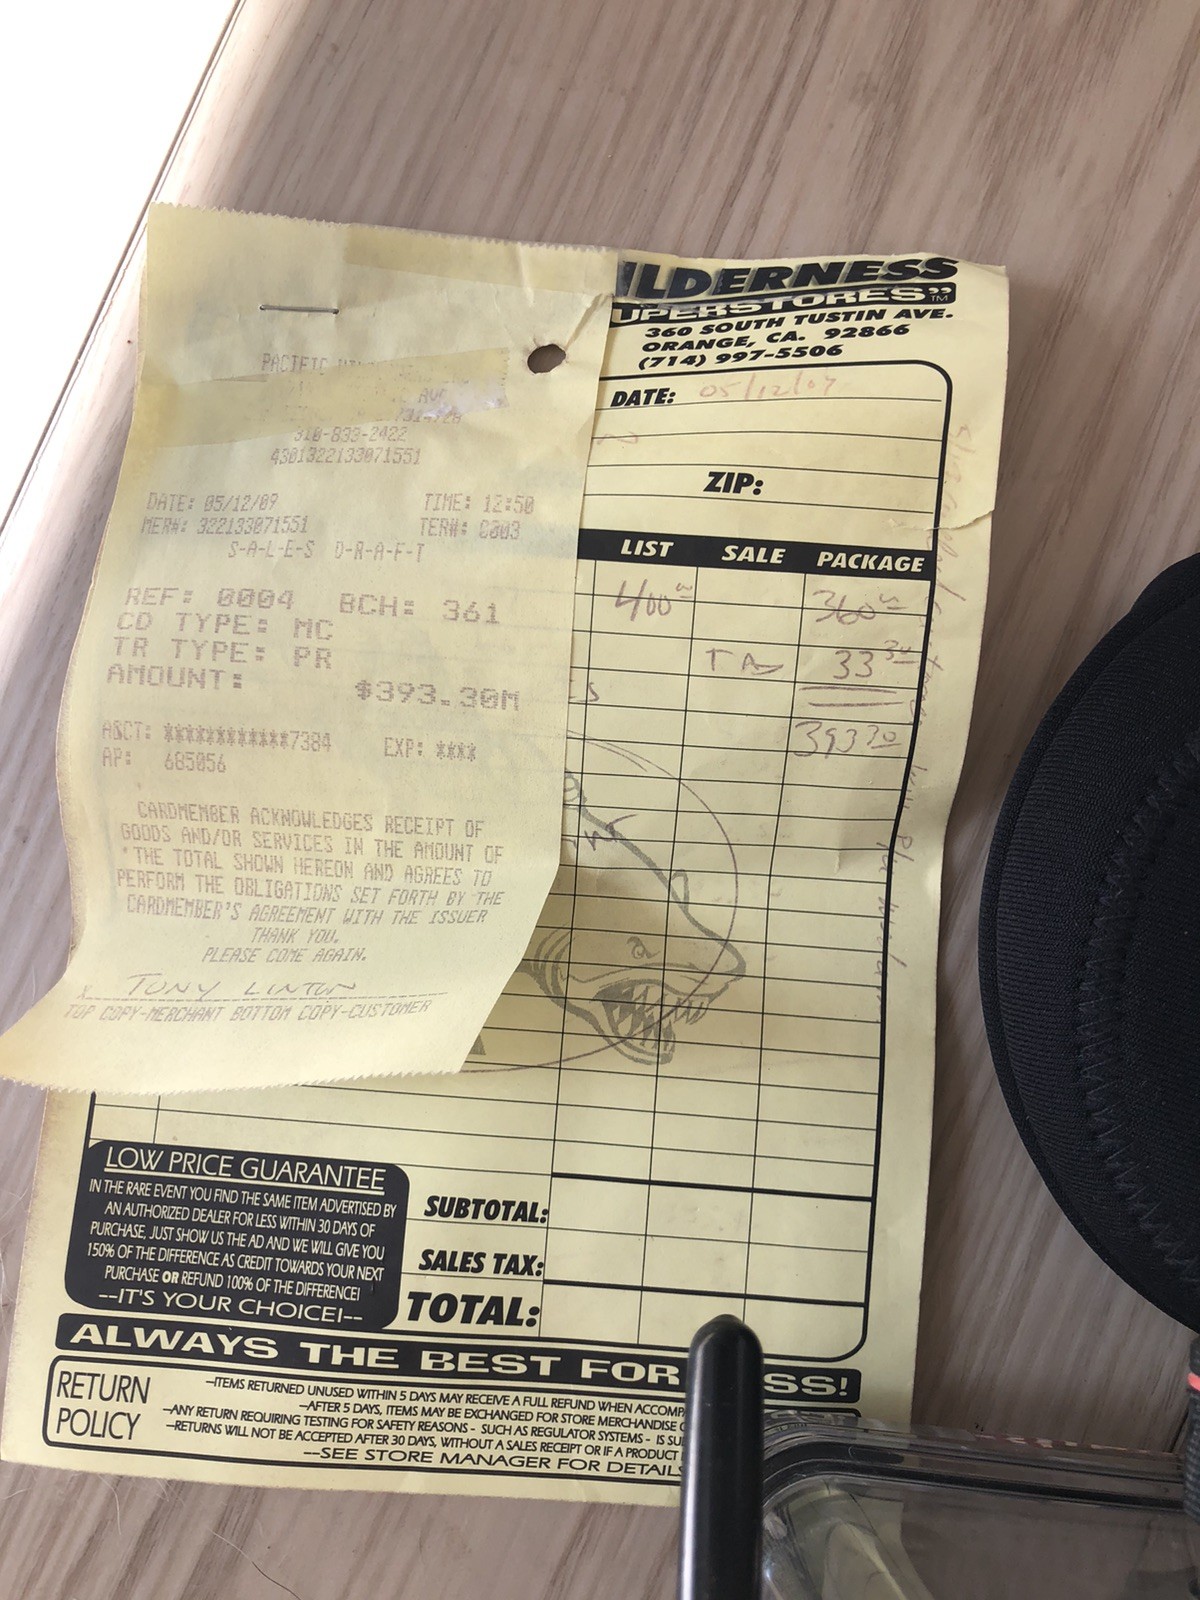 PACIFIC
AVE
310-833-2422
4301322133071551
DATE: 05/12/09 TIME: 12:50
MER#: 322133071551 TER#: 0003
S-A-L-E-S D-R-A-F-T
REF: 0004 BCH: 361
CD TYPE: MC
TR TYPE: PR
AMOUNT: $393.30M
ACCT: ************7384 EXP: ****
AP: 685056
CARDMEMBER ACKNOWLEDGES RECEIPT OF
GOODS AND/OR SERVICES IN THE AMOUNT OF
THE TOTAL SHOWN HEREON AND AGREES TO
PERFORM THE OBLIGATIONS SET FORTH BY THE
CARDMEMBER'S AGREEMENT WITH THE ISSUER
THANK YOU.
PLEASE COME AGAIN.
X TONY LINTON
TOP COPY-MERCHANT BOTTOM COPY-CUSTOMER
ILDERNESS
UPERSTORES”™
360 SOUTH TUSTIN AVE.
ORANGE, CA. 92866
(714) 997-5506
DATE: 05/12/09
ZIP:
LIST SALE PACKAGE
400 360
TAX 33 30
393 30
LOW PRICE GUARANTEE
IN THE RARE EVENT YOU FIND THE SAME ITEM ADVERTISED BY
AN AUTHORIZED DEALER FOR LESS WITHIN 30 DAYS OF
PURCHASE, JUST SHOW US THE AD AND WE WILL GIVE YOU
150% OF THE DIFFERENCE AS CREDIT TOWARDS YOUR NEXT
PURCHASE OR REFUND 100% OF THE DIFFERENCE!
--IT'S YOUR CHOICE!--
SUBTOTAL:
SALES TAX:
TOTAL:
ALWAYS THE BEST FOR SS!
RETURN
POLICY
--ITEMS RETURNED UNUSED WITHIN 5 DAYS MAY RECEIVE A FULL REFUND WHEN ACCOMPA
--AFTER 5 DAYS, ITEMS MAY BE EXCHANGED FOR STORE MERCHANDISE
--ANY RETURN REQUIRING TESTING FOR SAFETY REASONS - SUCH AS REGULATOR SYSTEMS - IS SU
--RETURNS WILL NOT BE ACCEPTED AFTER 30 DAYS, WITHOUT A SALES RECEIPT OR IF A PRODUCT
---SEE STORE MANAGER FOR DETAILS